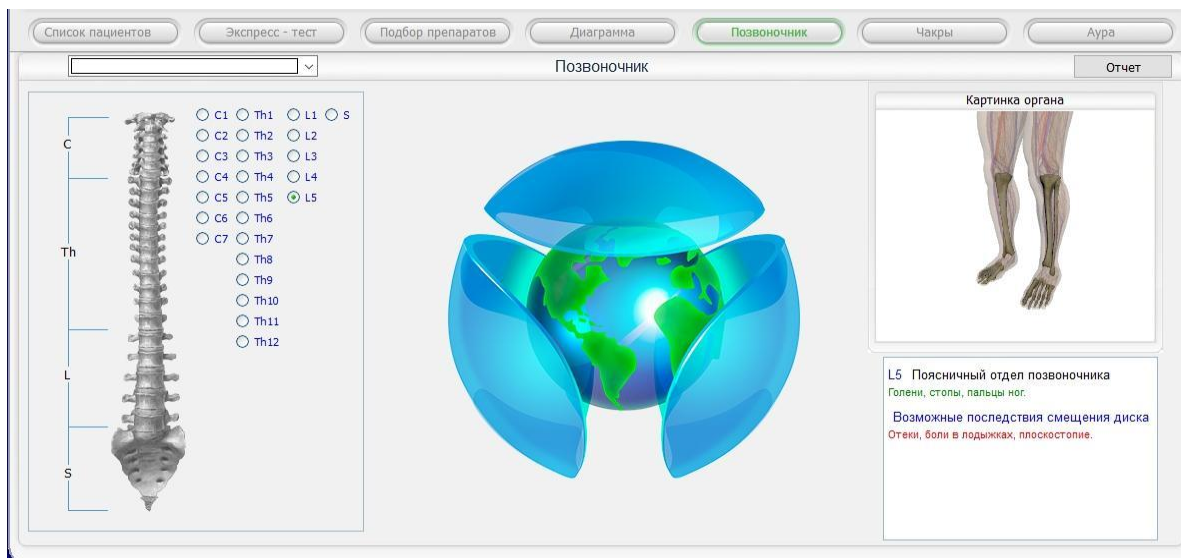 Список пациентов Экспресс - тест Подбор препаратов Диаграмма Позвоночник Чакры Аура
Позвоночник Отчет
Картинка органа
C
Th
L
S
C1 Th1 L1 S
C2 Th2 L2
C3 Th3 L3
C4 Th4 L4
C5 Th5 L5
C6 Th6
C7 Th7
Th8
Th9
Th10
Th11
Th12
L5 Поясничный отдел позвоночника
Голени, стопы, пальцы ног.
Возможные последствия смещения диска
Отеки, боли в лодыжках, плоскостопие.